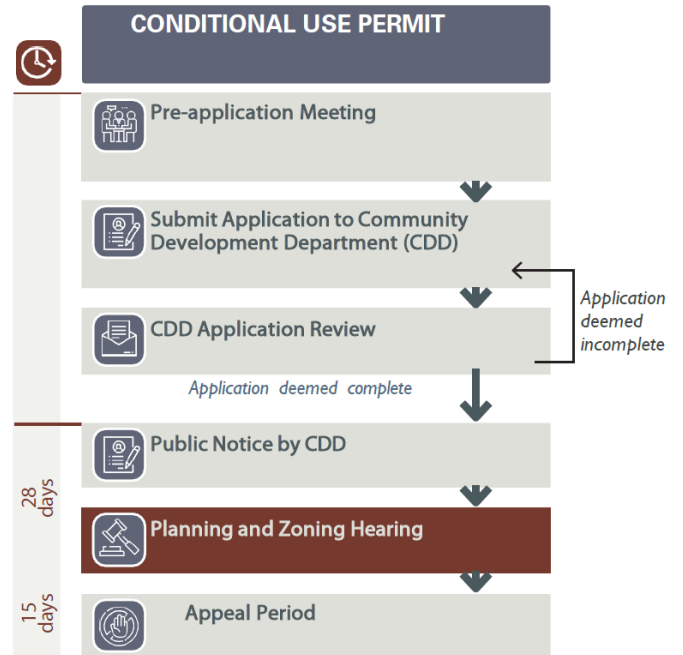 CONDITIONAL USE PERMIT
Pre-application Meeting
Submit Application to Community
Development Department (CDD)
Application
deemed
incomplete
CDD Application Review
Application deemed complete
Public Notice by CDD
28
days
Planning and Zoning Hearing
15
days
Appeal Period